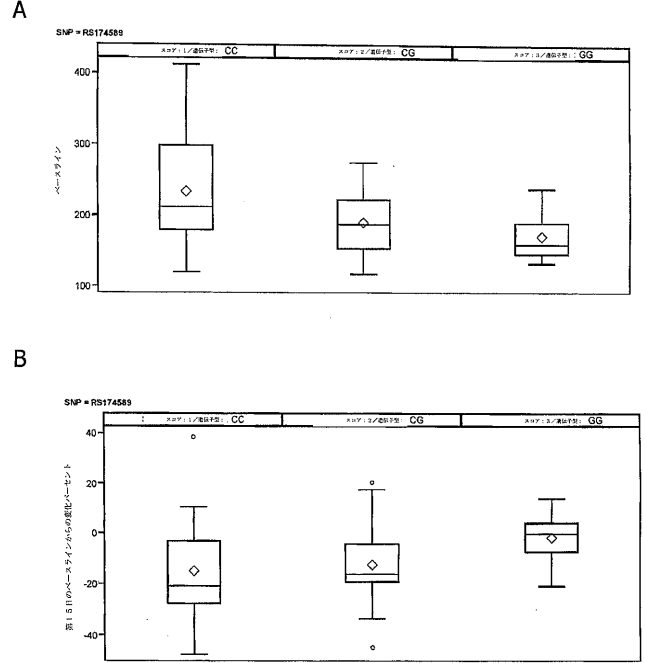 A
SNP = RS174589
スコア：1／遺伝子型： CC
スコア：2／遺伝子型： CG
スコア：3／遺伝子型： GG
ベースライン
400
300
200
100
B
SNP = RS174589
スコア：1／遺伝子型： CC
スコア：2／遺伝子型： CG
スコア：3／遺伝子型： GG
第１５日のベースラインからの変化パーセント
40
20
0
-20
-40